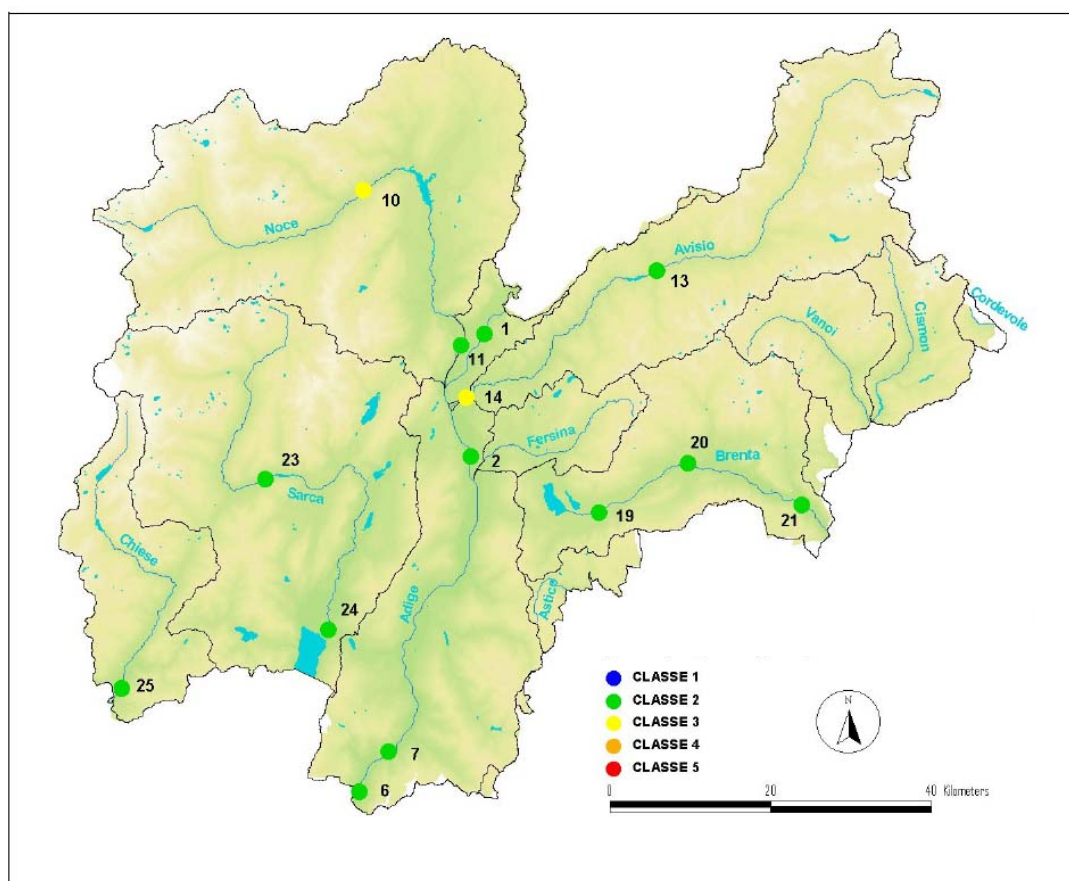 10
Noce
Avisio
13
Vanoi
Cismon
Cordevole
1
11
14
Fersina
2
20
Brenta
23
Sarca
19
21
Chiese
Adige
Astico
24
25
7
6
CLASSE 1
CLASSE 2
CLASSE 3
CLASSE 4
CLASSE 5
N
0
20
40 Kilometers